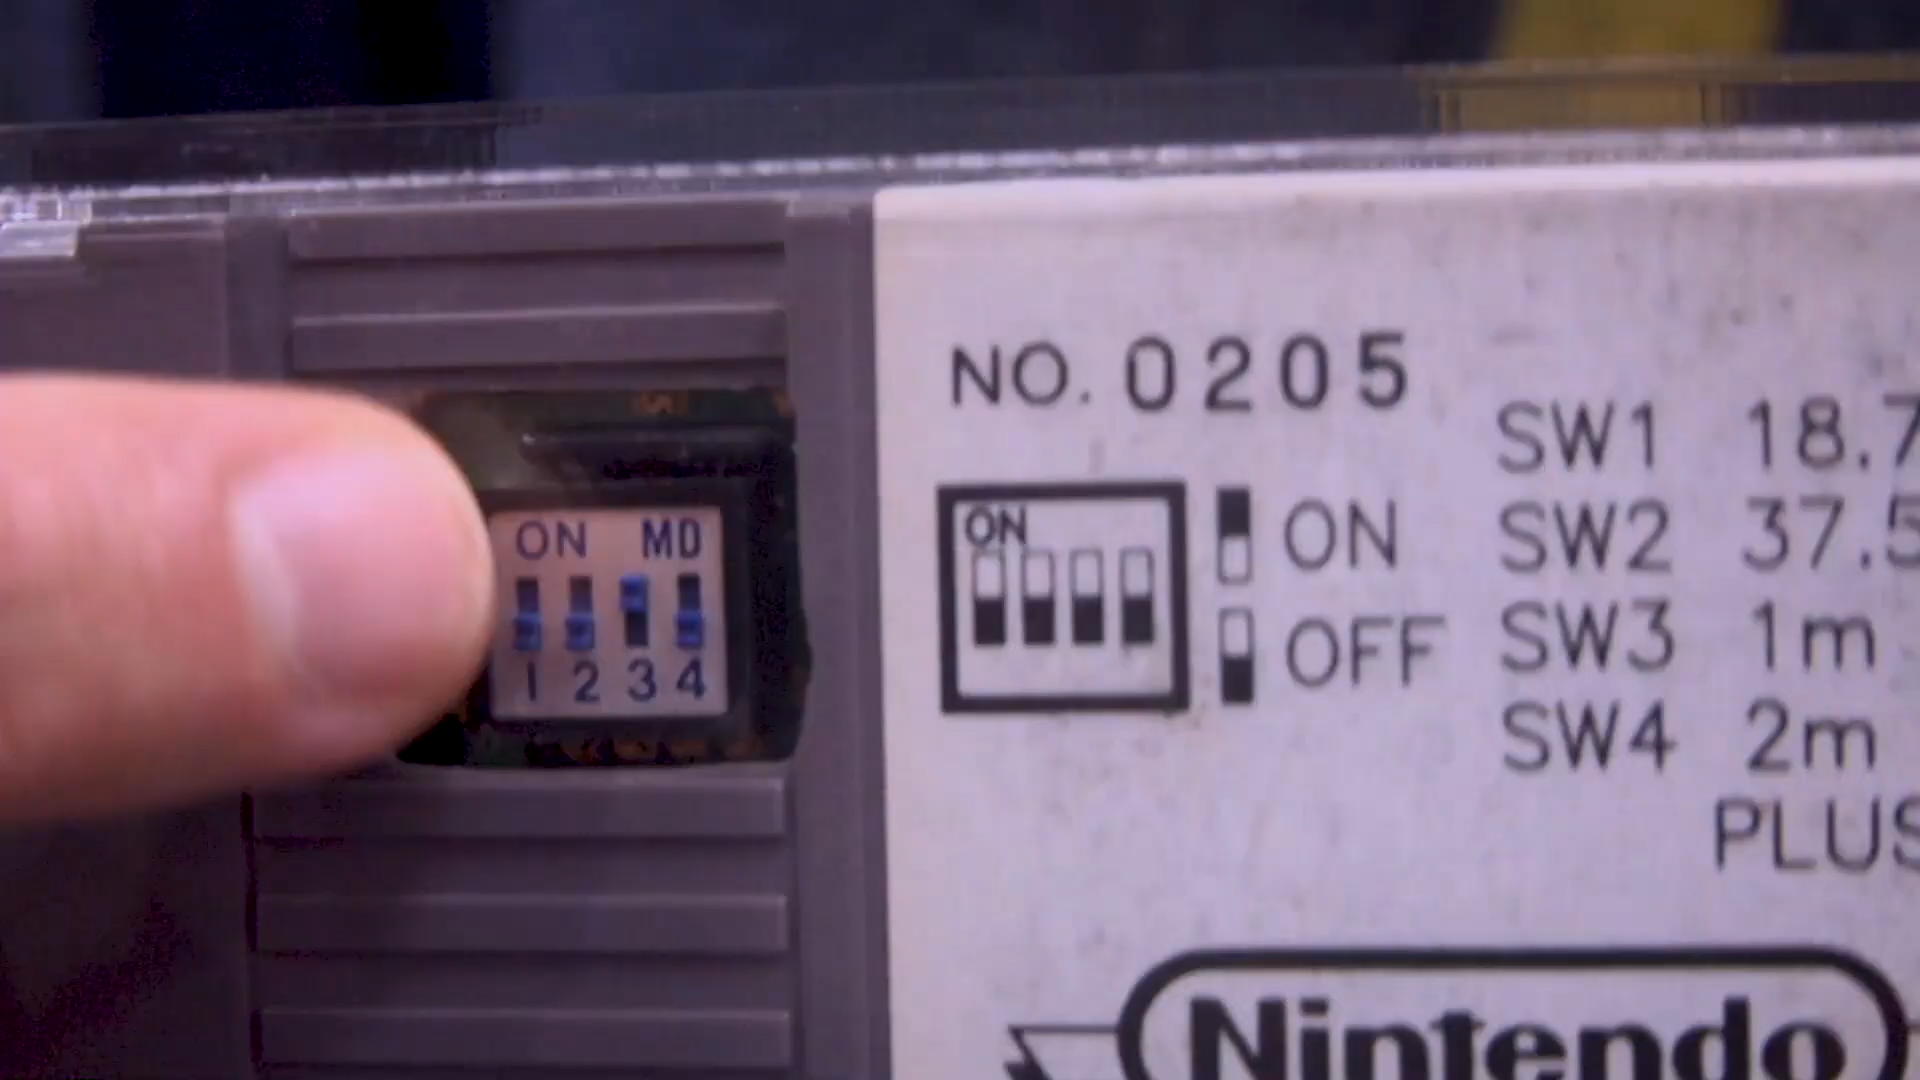 ON MD
1 2 3 4
NO. 0205
ON
ON
OFF
SW1 18.7
SW2 37.5
SW3 1m
SW4 2m
PLUS
Nintendo